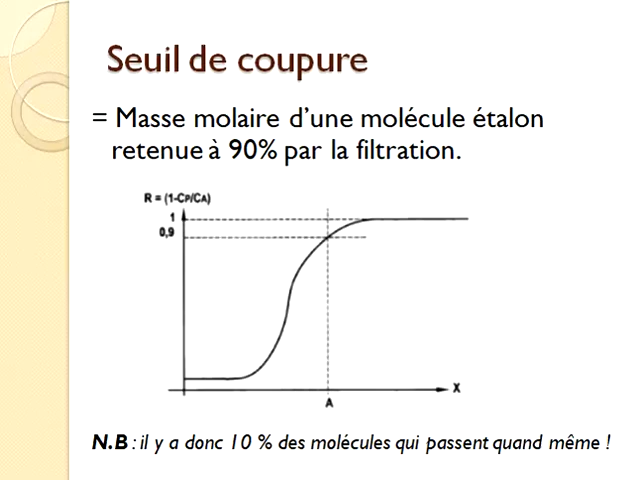 Seuil de coupure
= Masse molaire d’une molécule étalon
retenue à 90% par la filtration.
R = (1-CP/CA)
1
0,9
X
A
N.B : il y a donc 10 % des molécules qui passent quand même !